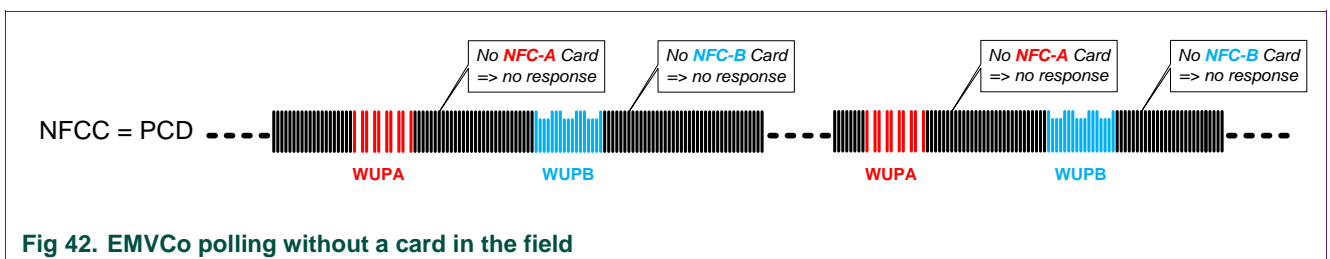 No NFC-A Card
=> no response
No NFC-B Card
=> no response
No NFC-A Card
=> no response
No NFC-B Card
=> no response
NFCC = PCD
WUPA
WUPB
WUPA
WUPB
Fig 42. EMVCo polling without a card in the field